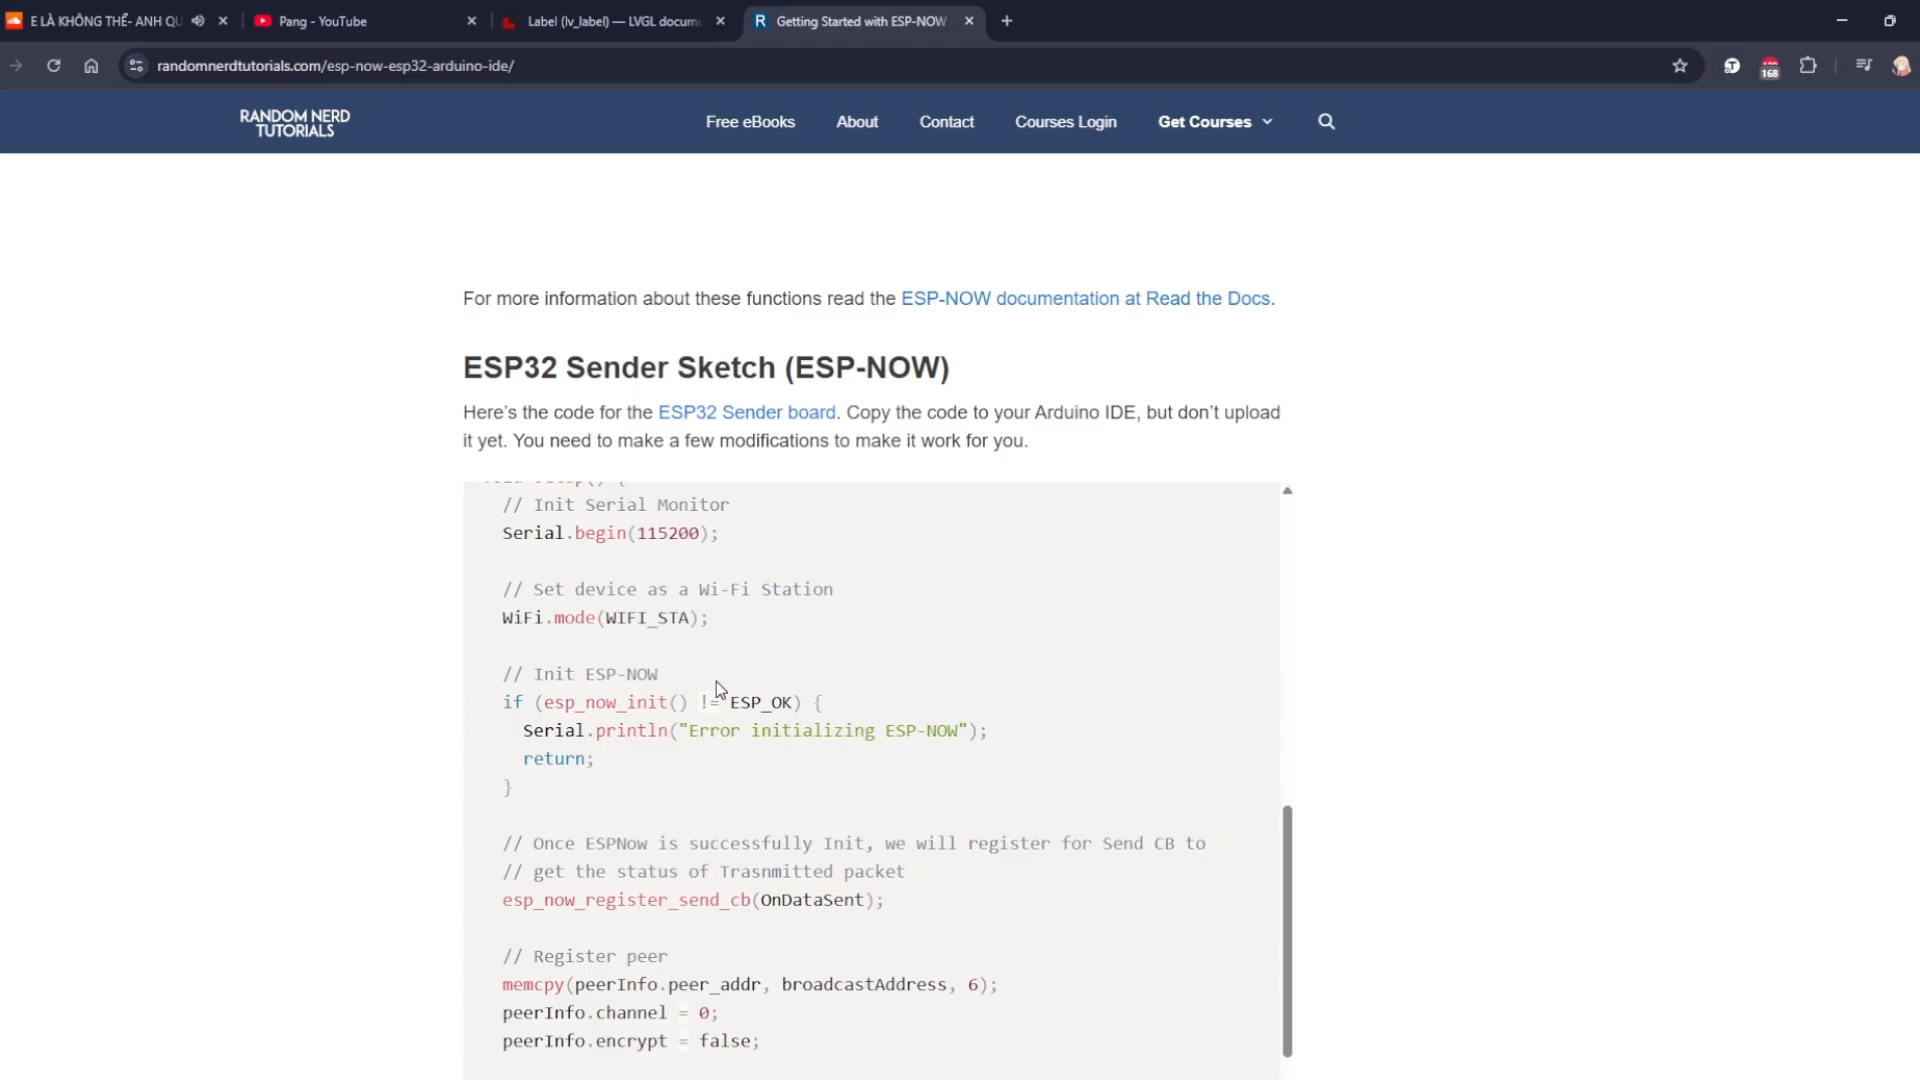 E LÀ KHÔNG THỂ- ANH QU
Pang - YouTube
Label (lv_label) — LVGL docum
Getting Started with ESP-NOW
randomnerdtutorials.com/esp-now-esp32-arduino-ide/
168
RANDOM NERD
TUTORIALS
Free eBooks
About
Contact
Courses Login
Get Courses
For more information about these functions read the ESP-NOW documentation at Read the Docs.
ESP32 Sender Sketch (ESP-NOW)
Here's the code for the ESP32 Sender board. Copy the code to your Arduino IDE, but don't upload
it yet. You need to make a few modifications to make it work for you.
// Init Serial Monitor
Serial.begin(115200);
// Set device as a Wi-Fi Station
WiFi.mode(WIFI_STA);
// Init ESP-NOW
if (esp_now_init() != ESP_OK) {
Serial.println("Error initializing ESP-NOW");
return;
}
// Once ESPNow is successfully Init, we will register for Send CB to
// get the status of Trasnmitted packet
esp_now_register_send_cb(OnDataSent);
// Register peer
memcpy(peerInfo.peer_addr, broadcastAddress, 6);
peerInfo.channel = 0;
peerInfo.encrypt = false;